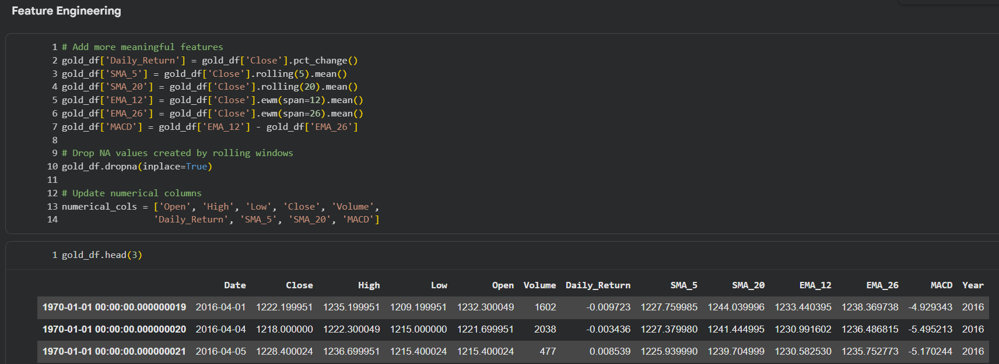 Feature Engineering
1 # Add more meaningful features
2 gold_df['Daily_Return'] = gold_df['Close'].pct_change()
3 gold_df['SMA_5'] = gold_df['Close'].rolling(5).mean()
4 gold_df['SMA_20'] = gold_df['Close'].rolling(20).mean()
5 gold_df['EMA_12'] = gold_df['Close'].ewm(span=12).mean()
6 gold_df['EMA_26'] = gold_df['Close'].ewm(span=26).mean()
7 gold_df['MACD'] = gold_df['EMA_12'] - gold_df['EMA_26']
8
9 # Drop NA values created by rolling windows
10 gold_df.dropna(inplace=True)
11
12 # Update numerical columns
13 numerical_cols = ['Open', 'High', 'Low', 'Close', 'Volume',
14 'Daily_Return', 'SMA_5', 'SMA_20', 'MACD']
1 gold_df.head(3)
Date Close High Low Open Volume Daily_Return SMA_5 SMA_20 EMA_12 EMA_26 MACD Year
1970-01-01 00:00:00.000000019 2016-04-01 1222.199951 1235.199951 1209.199951 1232.300049 1602 -0.009723 1227.759985 1244.039996 1233.440395 1238.369738 -4.929343 2016
1970-01-01 00:00:00.000000020 2016-04-04 1218.000000 1222.300049 1215.000000 1221.699951 2038 -0.003436 1227.379980 1241.444995 1230.991602 1236.486815 -5.495213 2016
1970-01-01 00:00:00.000000021 2016-04-05 1228.400024 1236.699951 1215.400024 1215.400024 477 0.008539 1225.939990 1239.704999 1230.582530 1235.752773 -5.170244 2016